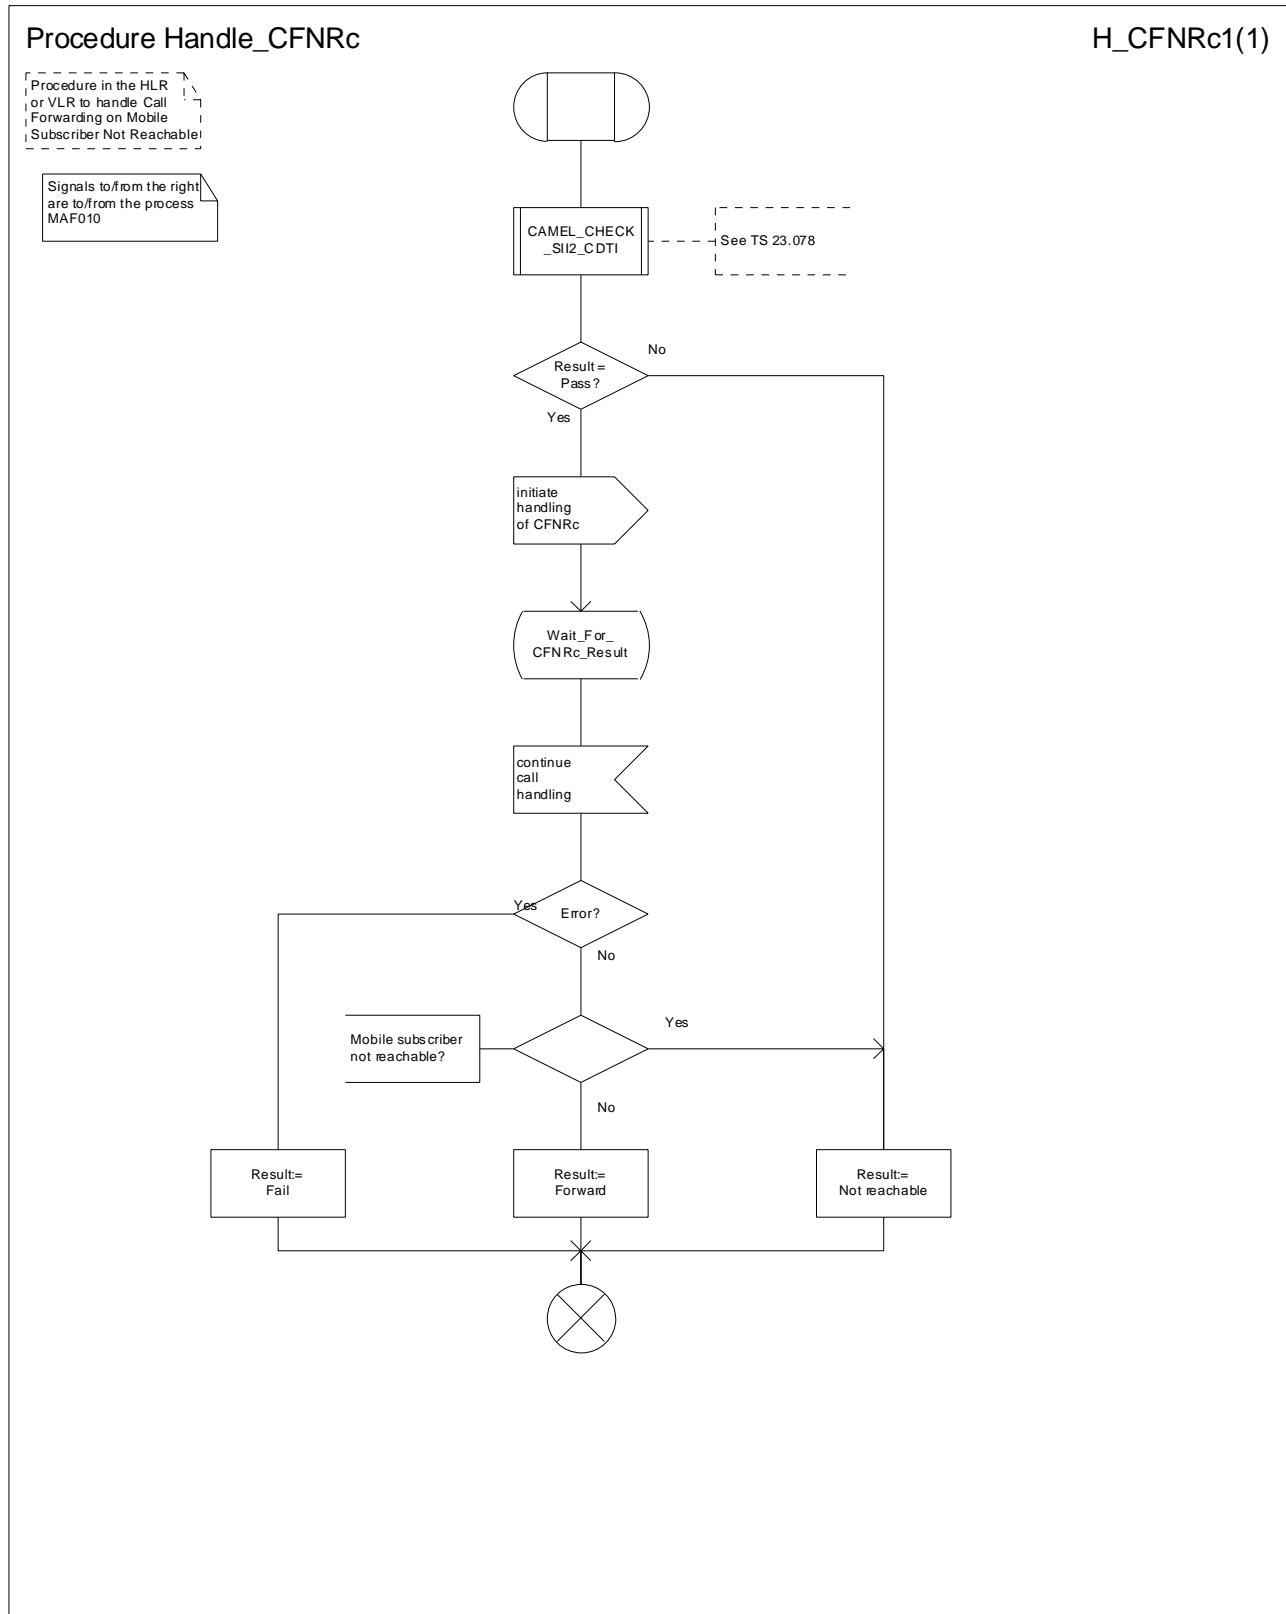 Procedure Handle_CFNRc
H_CFNRc1(1)
Procedure in the HLR
or VLR to handle Call
Forwarding on Mobile
Subscriber Not Reachable
Signals to/from the right
are to/from the process
MAF010
CAMEL_CHECK
_SII2_CDTI
See TS 23.078
No
Result=
Pass?
Yes
initiate
handling
of CFNRc
Wait_For_
CFNRc_Result
continue
call
handling
Yes
Error?
No
Mobile subscriber
not reachable?
Yes
No
Result:=
Fail
Result:=
Forward
Result:=
Not reachable